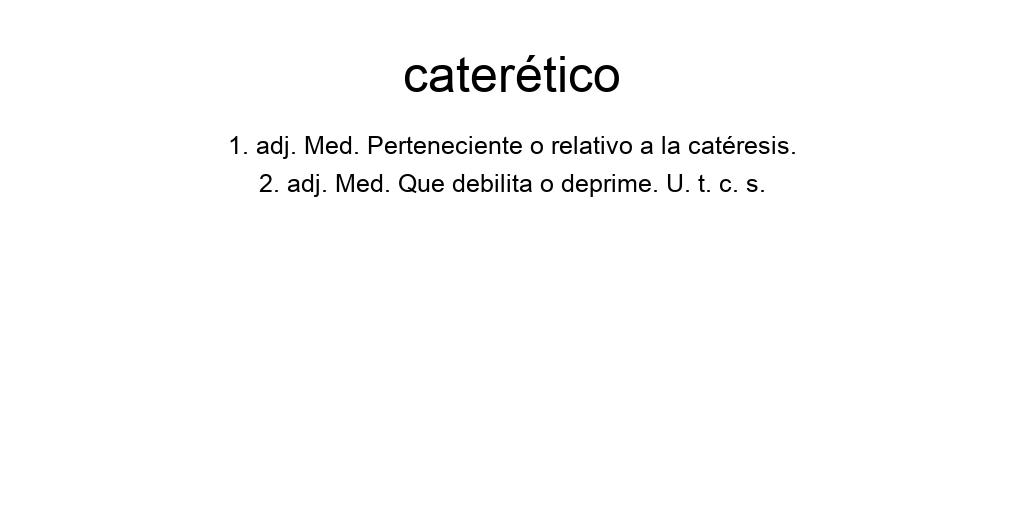 caterético
1. adj. Med. Perteneciente o relativo a la catéresis.
2. adj. Med. Que debilita o deprime. U. t. c. s.